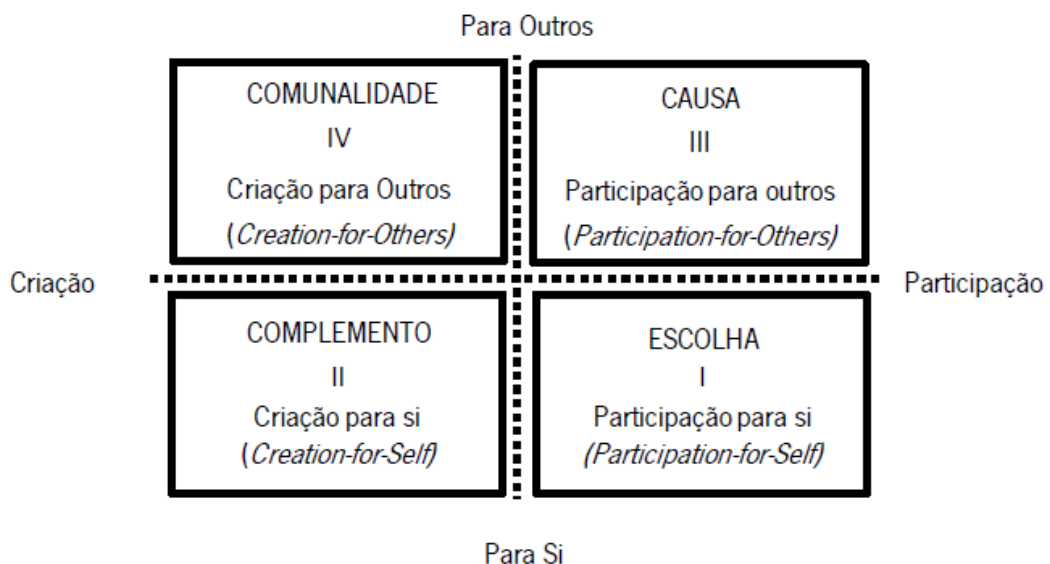 Para Outros
COMUNALIDADE
IV
Criação para Outros
(Creation-for-Others)
CAUSA
III
Participação para outros
(Participation-for-Others)
Criação
Participação
COMPLEMENTO
II
Criação para si
(Creation-for-Self)
ESCOLHA
I
Participação para si
(Participation-for-Self)
Para Si